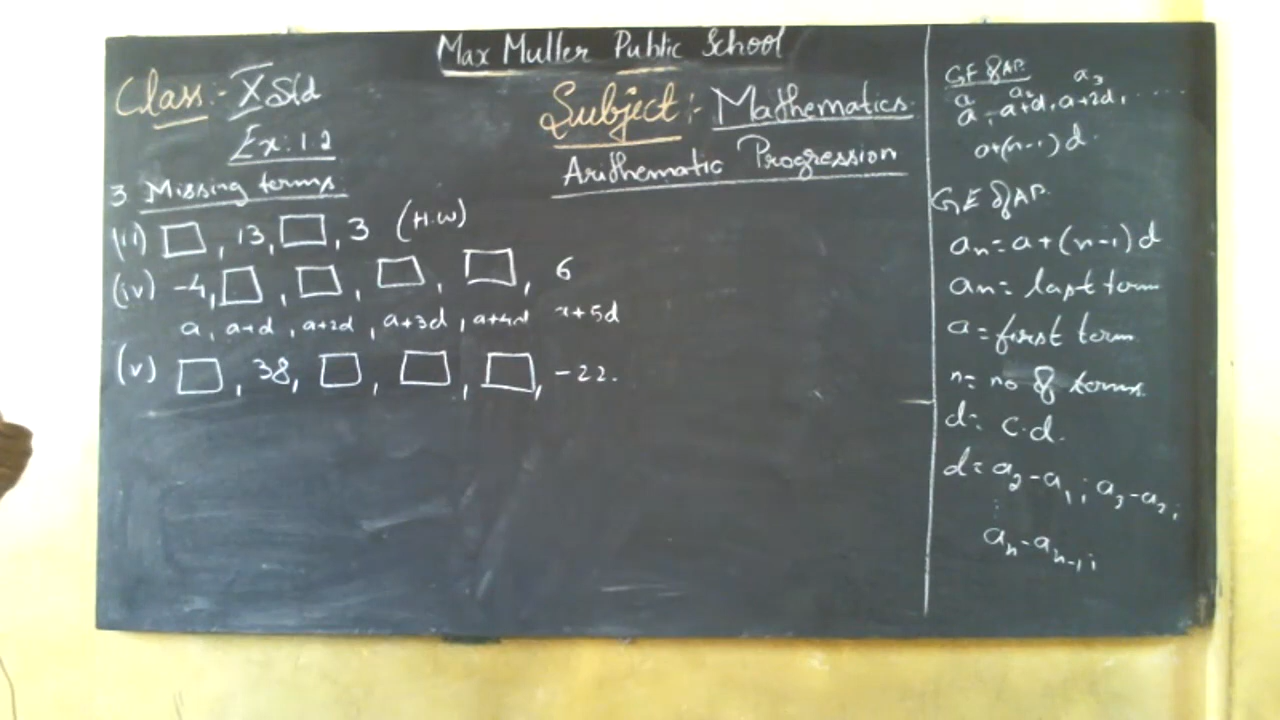 Max Muller Public School
Class:- X Std
Subject:- Mathematics
Ex: 1.2
Arithematic Progression
3 Missing terms
(ii) □, 13, □, 3 (H.W)
(iv) -4, □, □, □, □, 6
a, a+d, a+2d, a+3d, a+4d a+5d
(v) □, 38, □, □, □, -22.
GF of AP.
a a₂ a₃
a, a+d, a+2d, .....
a+(n-1)d.
GE of AP.
aₙ = a+(n-1)d
aₙ = last term
a = first term
n = no of terms.
d = c.d.
d = a₂-a₁; a₃-a₂;
aₙ-aₙ₋₁;